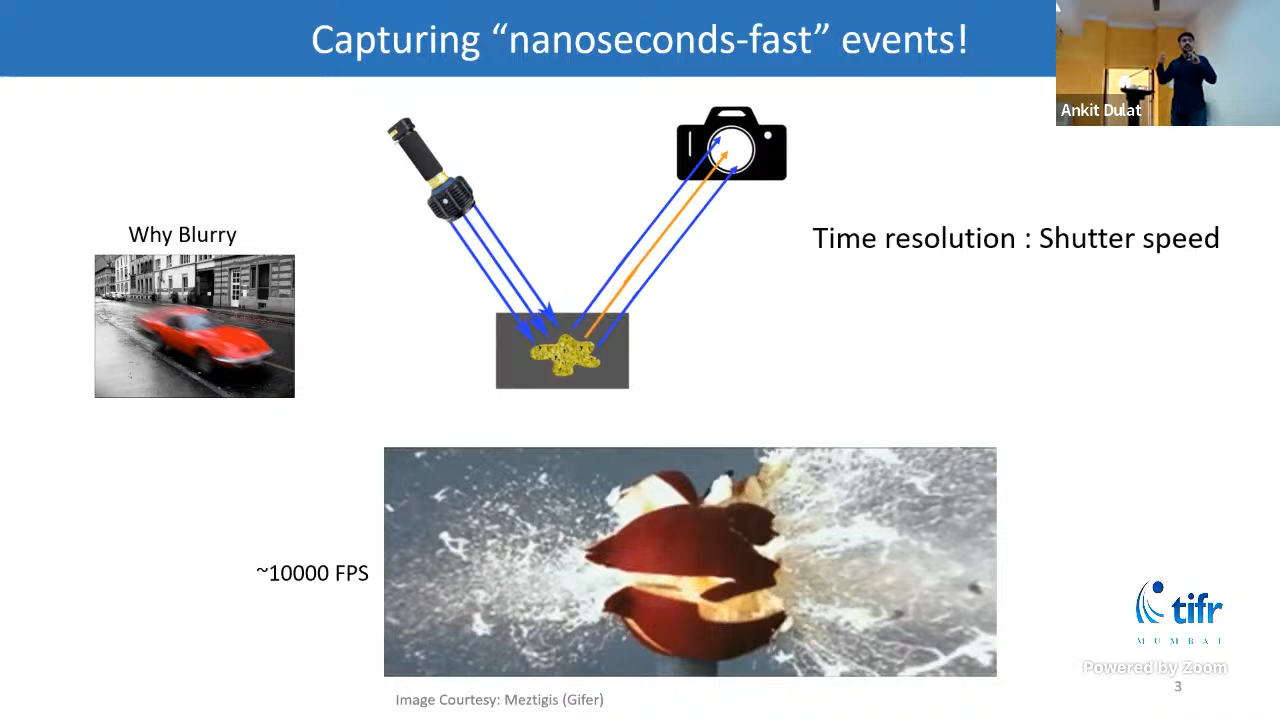 Capturing “nanoseconds-fast” events!
Ankit Dulat
Why Blurry
Time resolution : Shutter speed
~10000 FPS
tifr
MUMBAI
Powered by Zoom
Image Courtesy: Meztigis (Gifer)
3